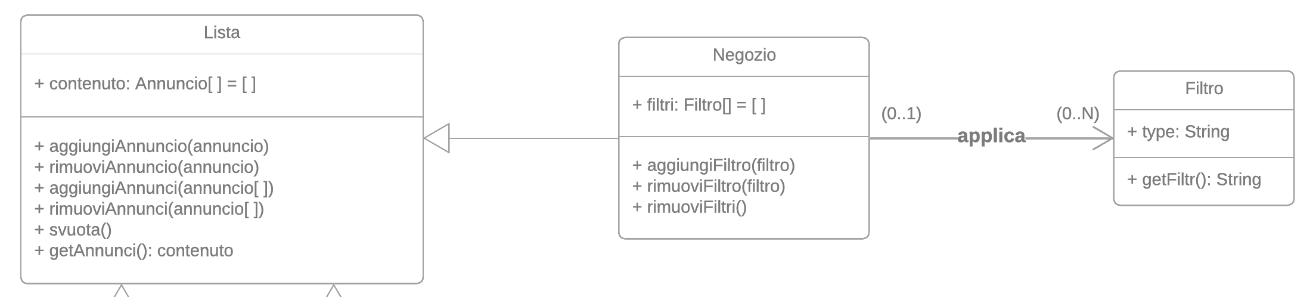 Lista
+ contenuto: Annuncio[ ] = [ ]
+ aggiungiAnnuncio(annuncio)
+ rimuoviAnnuncio(annuncio)
+ aggiungiAnnunci(annuncio[ ])
+ rimuoviAnnunci(annuncio[ ])
+ svuota()
+ getAnnunci(): contenuto
Negozio
+ filtri: Filtro[] = [ ]
+ aggiungiFiltro(filtro)
+ rimuoviFiltro(filtro)
+ rimuoviFiltri()
(0..1)
applica
(0..N)
Filtro
+ type: String
+ getFiltr(): String